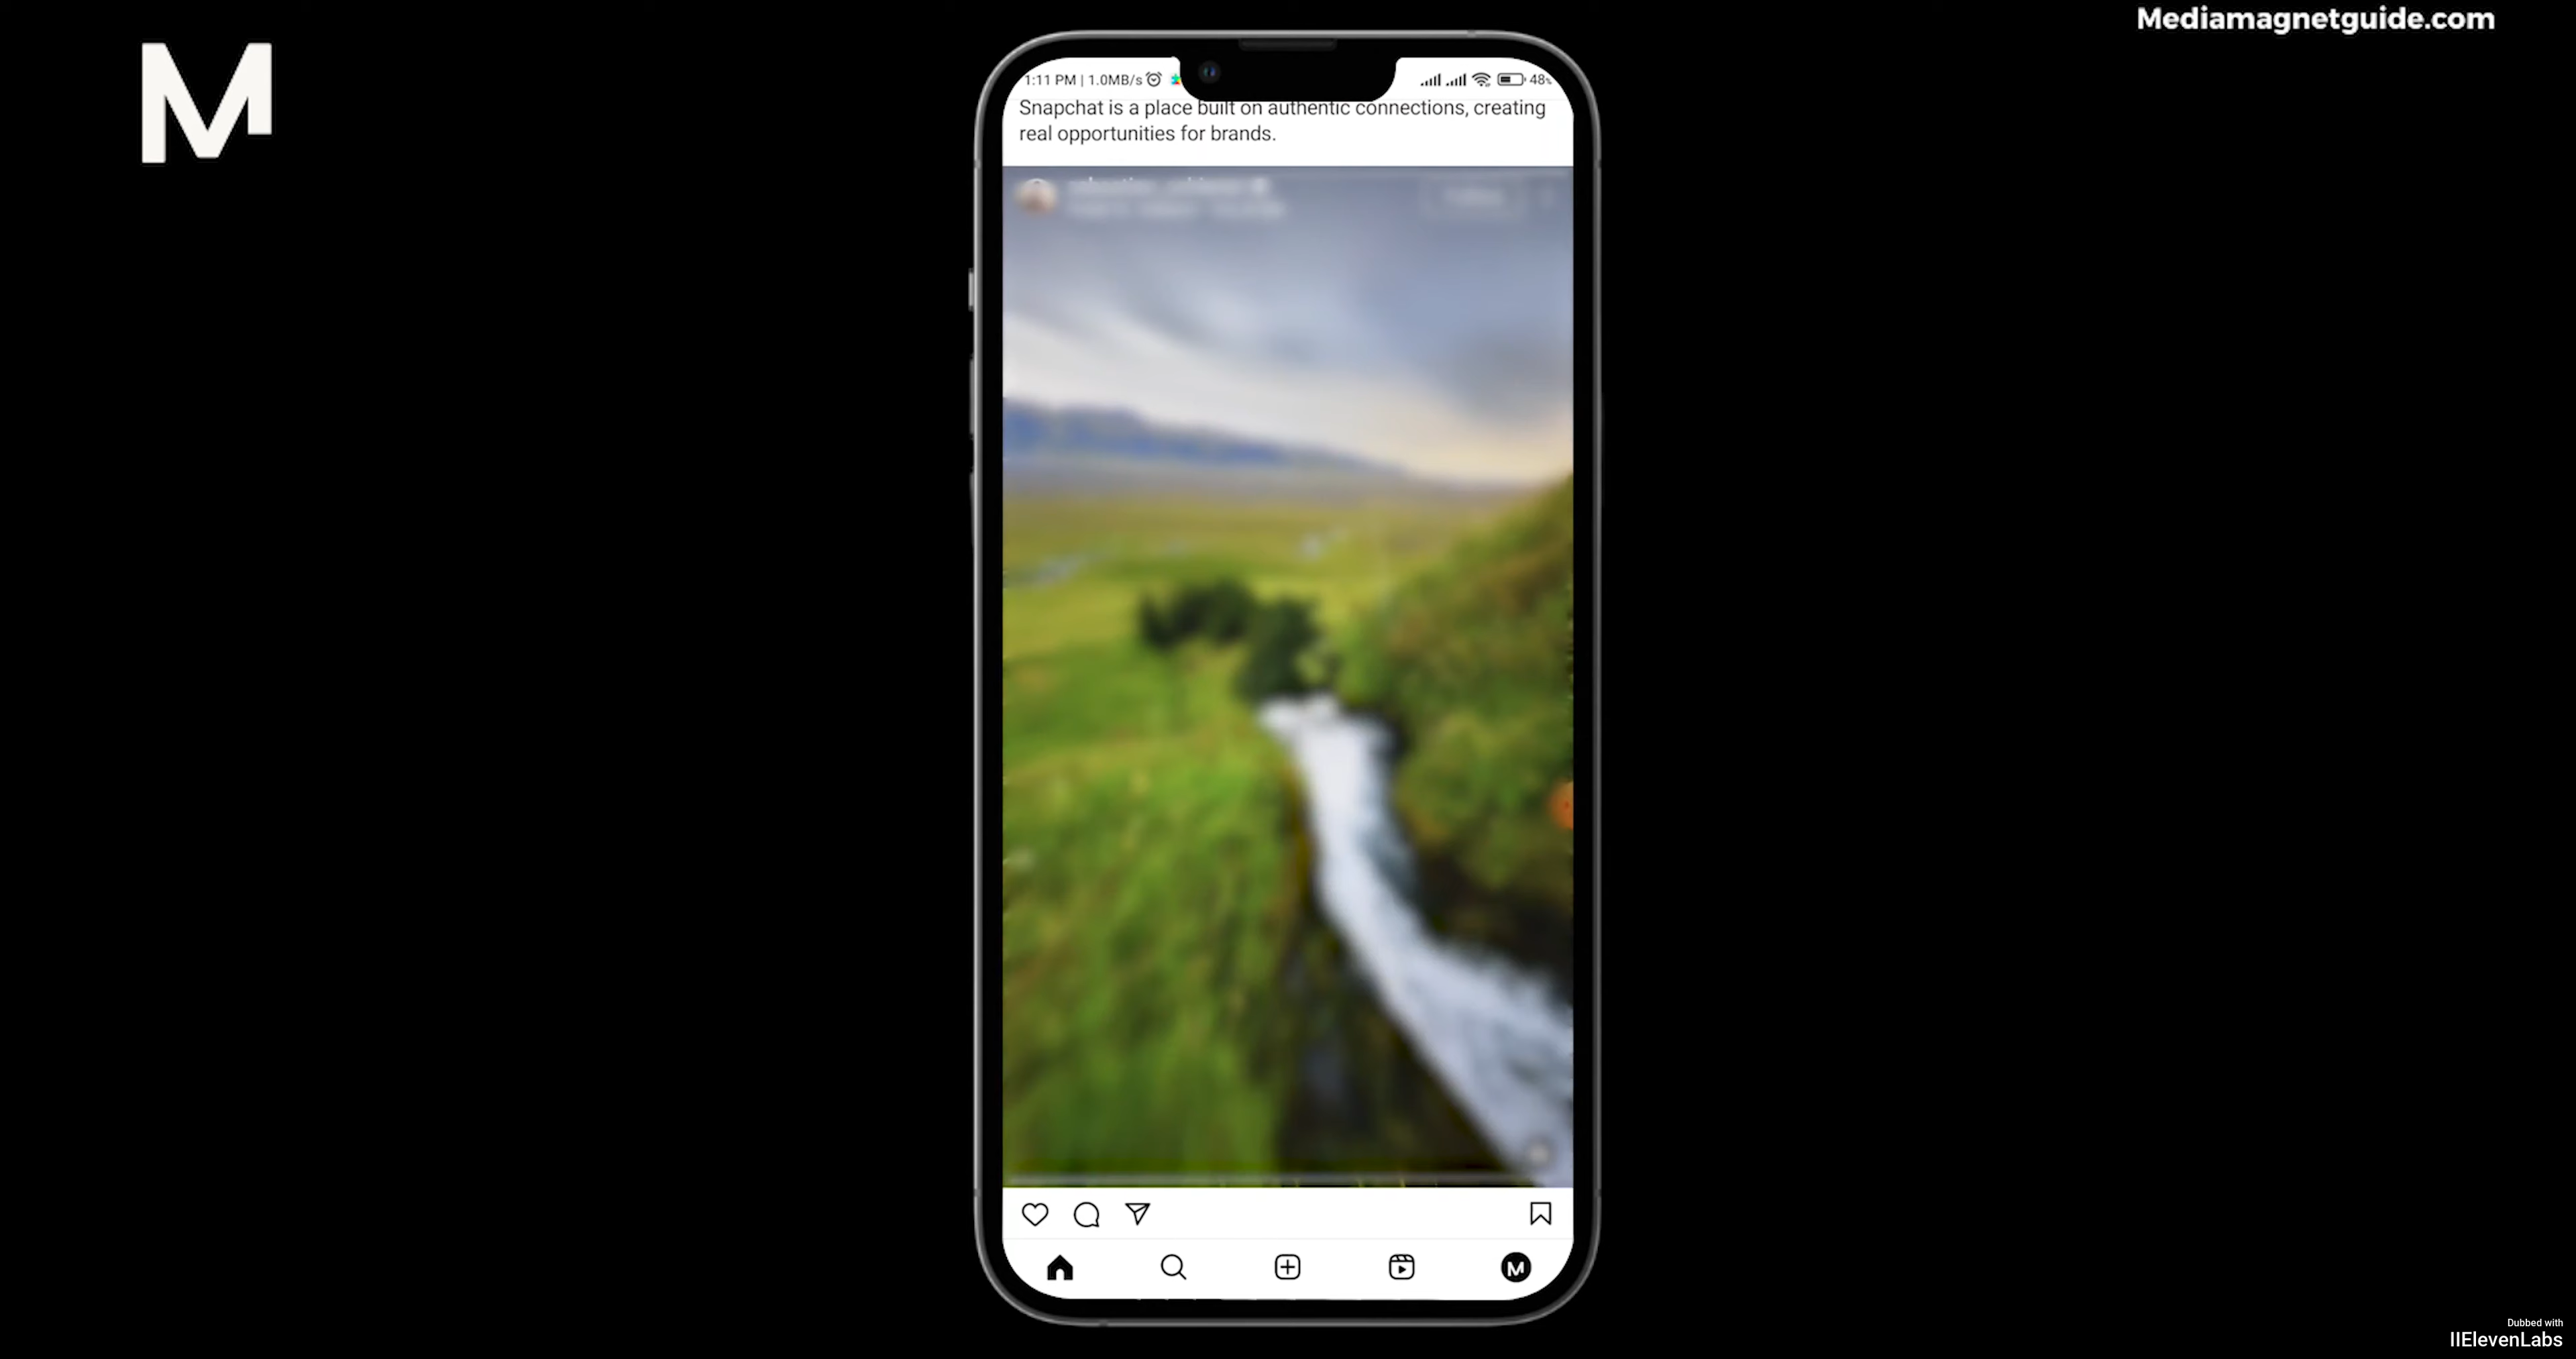 M
Mediamagnetguide.com
1:11 PM | 1.0MB/s
48%
Snapchat is a place built on authentic connections, creating
real opportunities for brands.
M
Dubbed with
IIElevenLabs